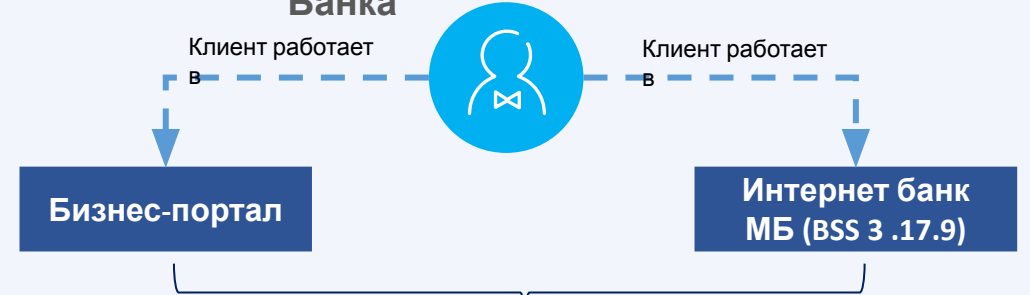 Банка
Клиент работает
в
Клиент работает
в
Бизнес-портал
Интернет банк
МБ (BSS 3 .17.9)